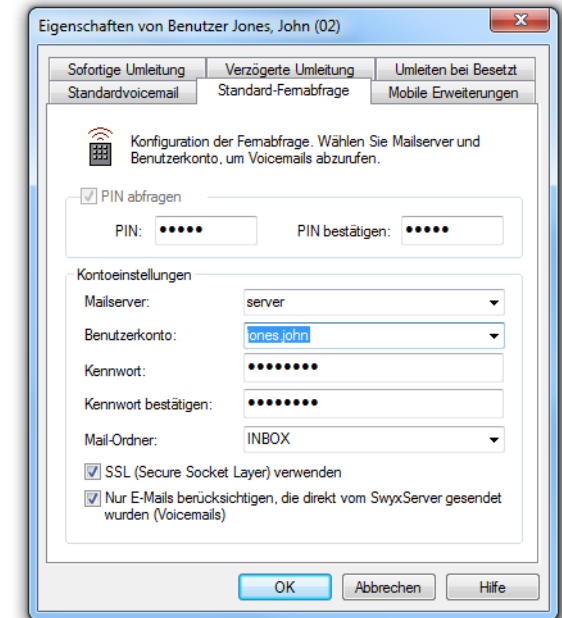 Eigenschaften von Benutzer Jones, John (02)
Sofortige Umleitung Verzögerte Umleitung Umleiten bei Besetzt
Standardvoicemail Standard-Fernabfrage Mobile Erweiterungen
Konfiguration der Fernabfrage. Wählen Sie Mailserver und
Benutzerkonto, um Voicemails abzurufen.
PIN abfragen
PIN: ••••• PIN bestätigen: •••••
Kontoeinstellungen
Mailserver: server
Benutzerkonto: jones.john
Kennwort: ••••••••
Kennwort bestätigen: ••••••••
Mail-Ordner: INBOX
SSL (Secure Socket Layer) verwenden
Nur E-Mails berücksichtigen, die direkt vom SwyxServer gesendet
wurden (Voicemails)
OK Abbrechen Hilfe